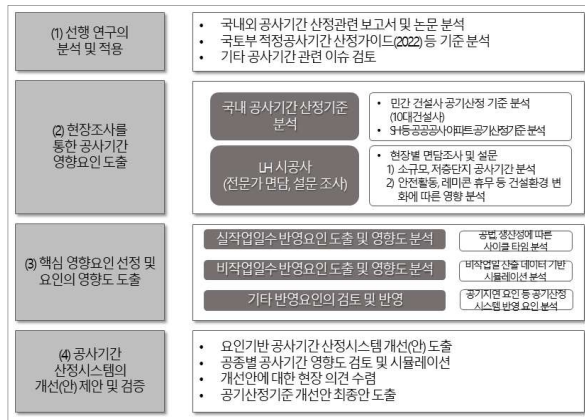 (1) 선행 연구의
분석 및 적용
• 국내외 공사기간 산정관련 보고서 및 논문 분석
• 국토부 적정공사기간 산정가이드(2022) 등 기준 분석
• 기타 공사기간 관련 이슈 검토
(2) 현장조사를
통한 공사기간
영향요인 도출
국내 공사기간 산정기준
분석
• 민간 건설사 공기산정 기준 분석
(10대건설사)
• SH등공공공사아파트공기산정기준분석
LH 시공사
(전문가 면담, 설문 조사)
• 현장별 면담조사 및 설문
1) 소규모, 저층단지 공사기간 분석
2) 안전활동, 레미콘 휴무 등 건설환경 변
화에 따른 영향 분석
(3) 핵심 영향요인 선정 및
요인의 영향도 도출
실작업일수 반영요인 도출 및 영향도 분석
공법, 생산성에 따른
사이클 타임 분석
비작업일수 반영요인 도출 및 영향도 분석
비작업일 산출 데이터 기반
시뮬레이션 분석
기타 반영요인의 검토 및 반영
공기지연 요인 등 공기산정
시스템 반영 요인 분석
(4) 공사기간
산정시스템의
개선(안) 제안 및 검증
• 요인기반 공사기간 산정시스템 개선(안) 도출
• 공종별 공사기간 영향도 검토 및 시뮬레이션
• 개선안에 대한 현장 의견 수렴
• 공기산정기준 개선안 최종안 도출